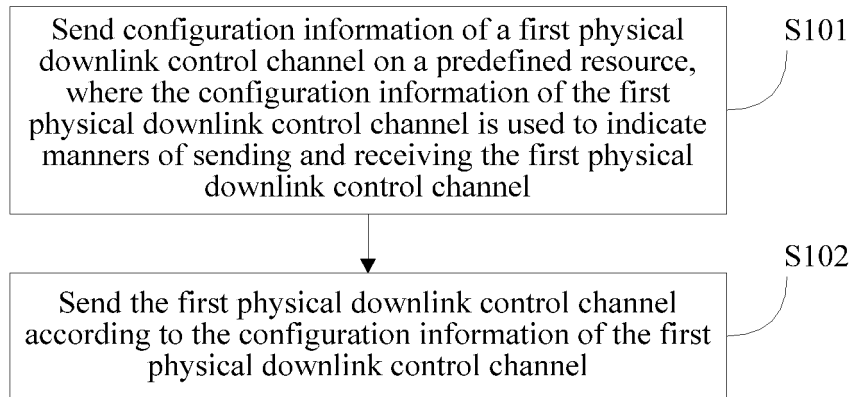 Send configuration information of a first physical
downlink control channel on a predefined resource,
where the configuration information of the first
physical downlink control channel is used to indicate
manners of sending and receiving the first physical
downlink control channel
S101
Send the first physical downlink control channel
according to the configuration information of the first
physical downlink control channel
S102